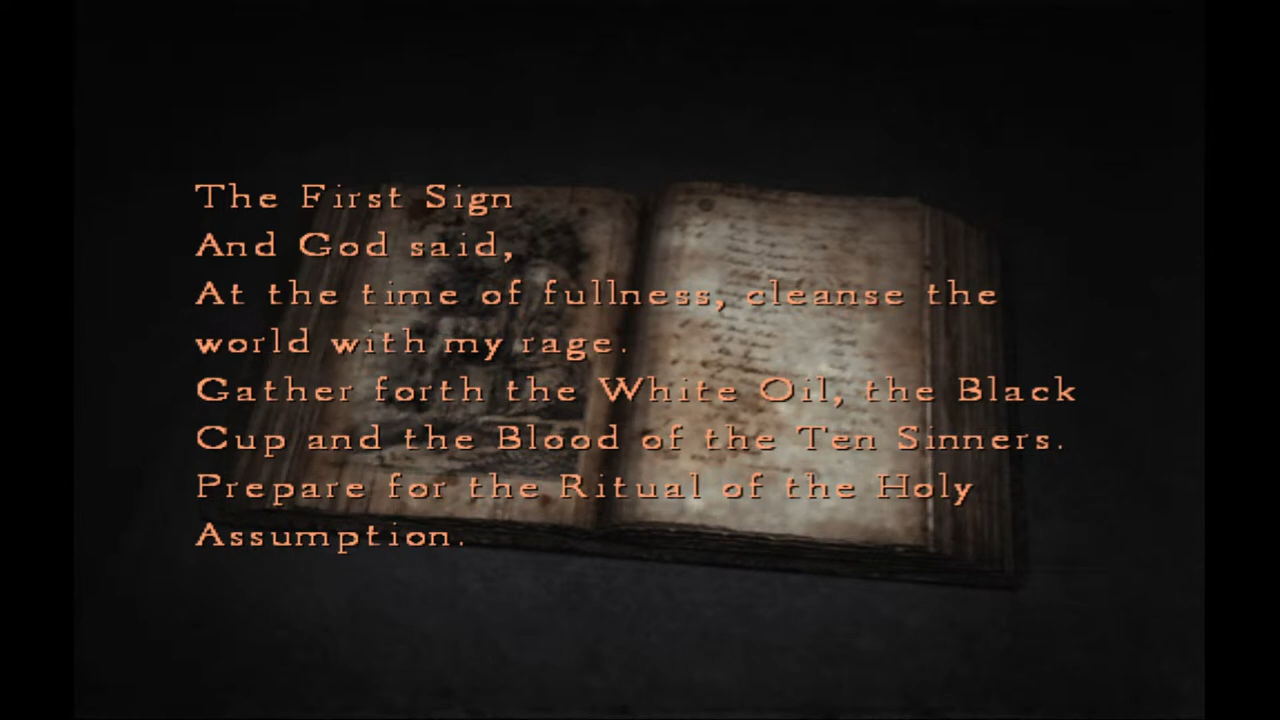 The First Sign
And God said,
At the time of fullness, cleanse the
world with my rage.
Gather forth the White Oil, the Black
Cup and the Blood of the Ten Sinners.
Prepare for the Ritual of the Holy
Assumption.